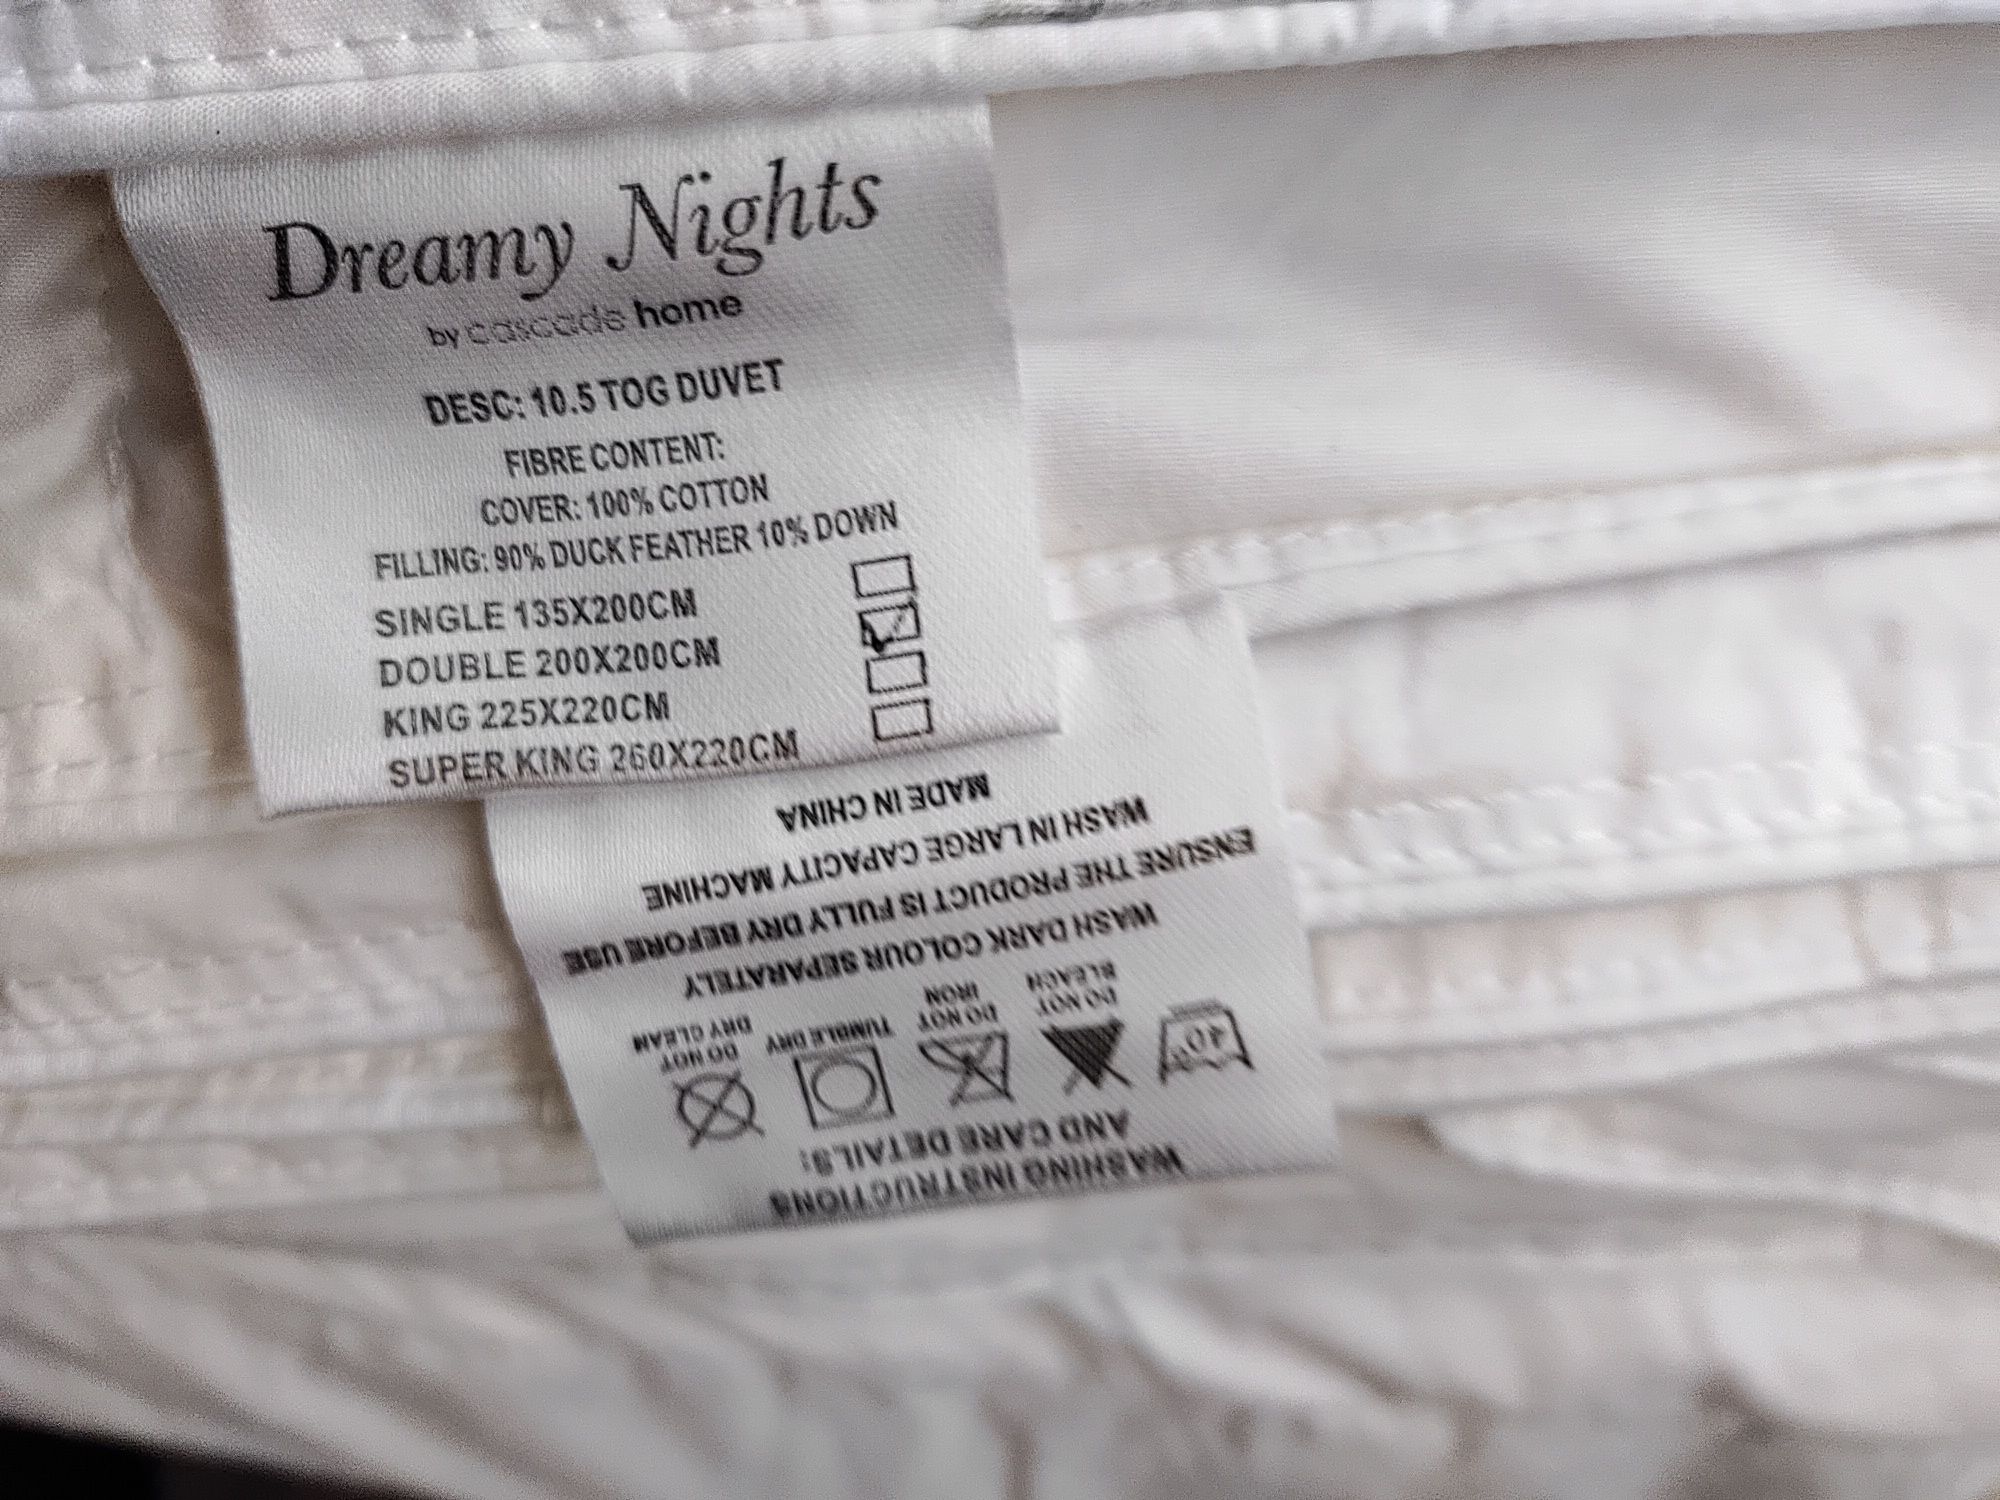 Dreamy Nights
by cascade home
DESC: 10.5 TOG DUVET
FIBRE CONTENT:
COVER: 100% COTTON
FILLING: 90% DUCK FEATHER 10% DOWN
SINGLE 135X200CM
DOUBLE 200X200CM
KING 225X220CM
SUPER KING 260X220CM
WASHING INSTRUCTIONS
AND CARE DETAILS:
40°
DO NOT
BLEACH
DO NOT
IRON
TUMBLE DRY
DO NOT
DRY CLEAN
WASH DARK COLOUR SEPARATELY
ENSURE THE PRODUCT IS FULLY DRY BEFORE USE
WASH IN LARGE CAPACITY MACHINE
MADE IN CHINA